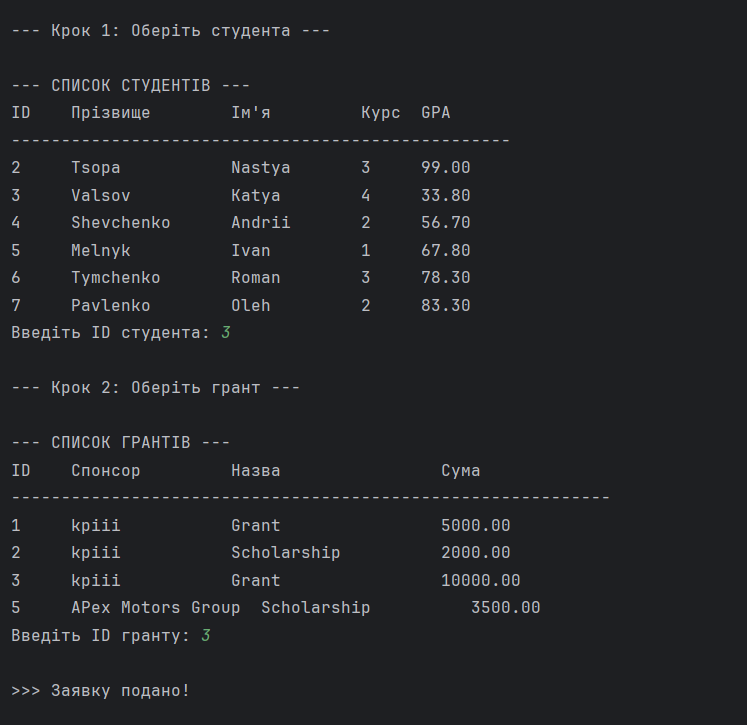 --- Крок 1: Оберіть студента ---
--- СПИСОК СТУДЕНТІВ ---
ID    Прізвище        Ім'я         Курс  GPA
--------------------------------------------------
2     Tsopa           Nastya       3     99.00
3     Valsov          Katya        4     33.80
4     Shevchenko      Andrii       2     56.70
5     Melnyk          Ivan         1     67.80
6     Tymchenko       Roman        3     78.30
7     Pavlenko        Oleh         2     83.30
Введіть ID студента: 3
--- Крок 2: Оберіть грант ---
--- СПИСОК ГРАНТІВ ---
ID    Спонсор         Назва                Сума
------------------------------------------------------------
1     kpiii           Grant                5000.00
2     kpiii           Scholarship          2000.00
3     kpiii           Grant                10000.00
5     APex Motors Group  Scholarship          3500.00
Введіть ID гранту: 3
>>> Заявку подано!